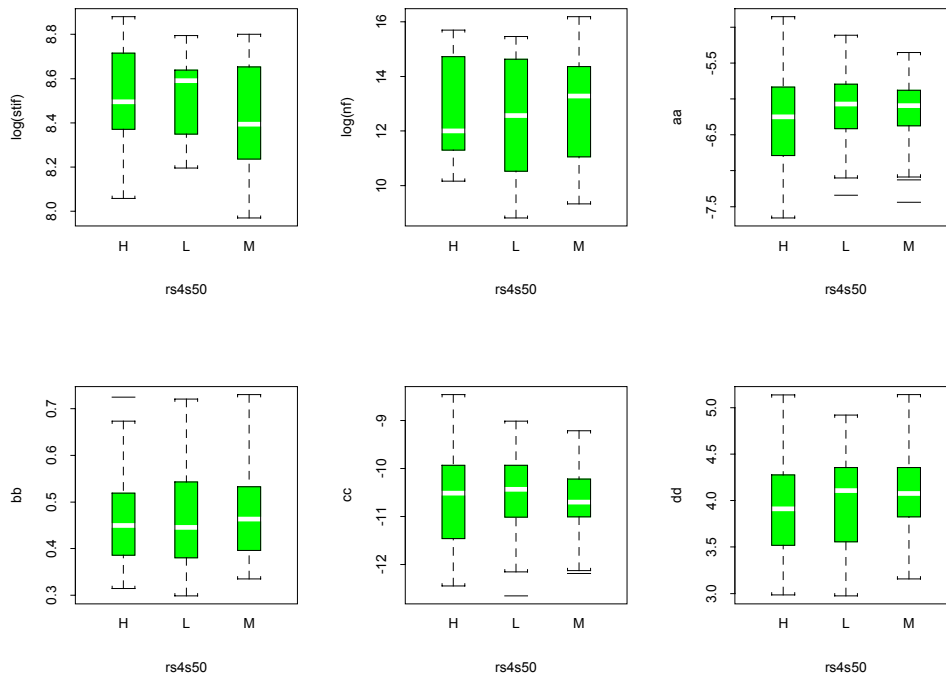 log(stif)
8.0 8.2 8.4 8.6 8.8
H L M
rs4s50
log(nf)
10 12 14 16
H L M
rs4s50
aa
-7.5 -6.5 -5.5
H L M
rs4s50
bb
0.3 0.4 0.5 0.6 0.7
H L M
rs4s50
cc
-12 -11 -10 -9
H L M
rs4s50
dd
3.0 3.5 4.0 4.5 5.0
H L M
rs4s50